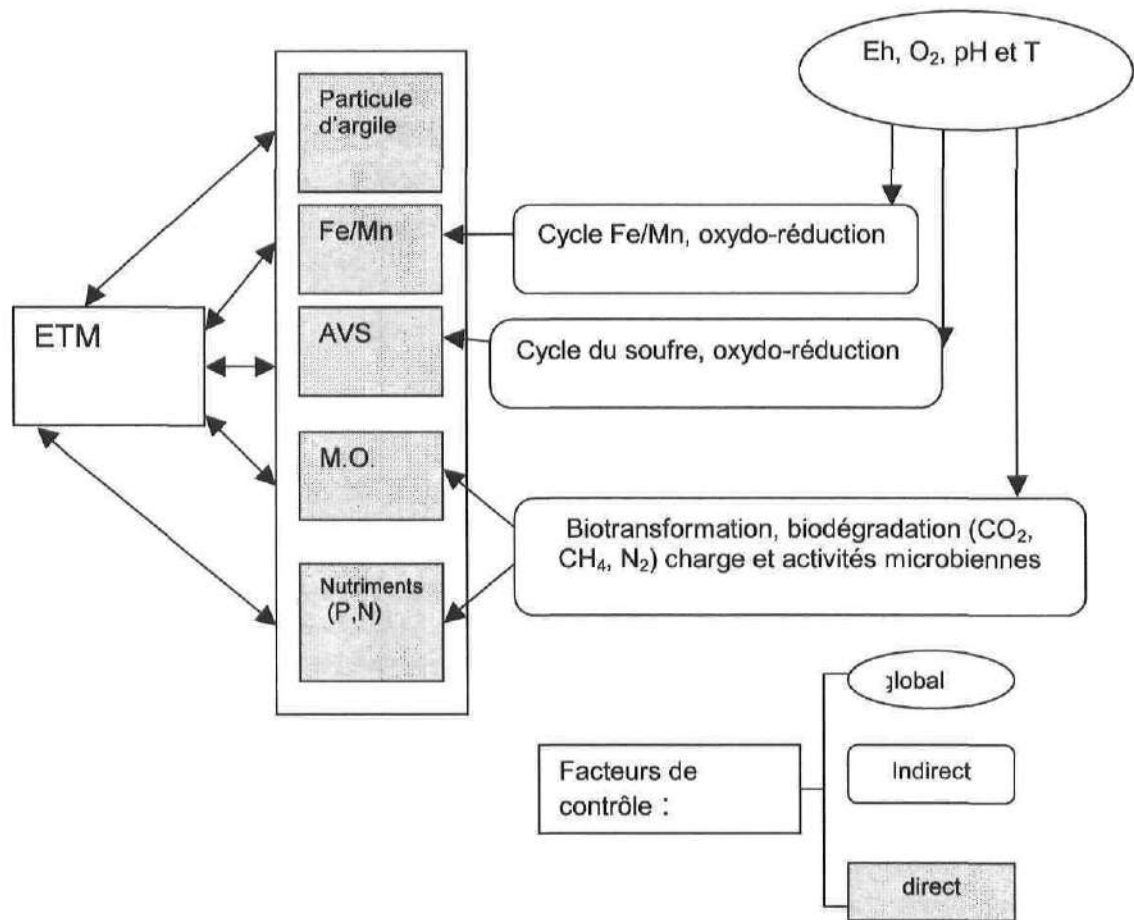 Eh, O₂, pH et T
Particule
d'argile
Fe/Mn
Cycle Fe/Mn, oxydo-réduction
ETM
AVS
Cycle du soufre, oxydo-réduction
M.O.
Biotransformation, biodégradation (CO₂,
CH₄, N₂) charge et activités microbiennes
Nutriments
(P,N)
global
Facteurs de
contrôle :
Indirect
direct